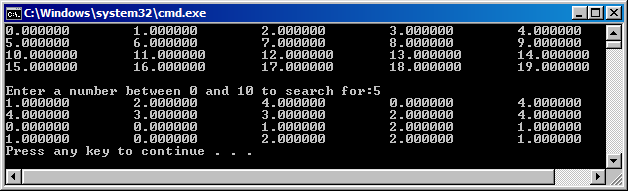 C:\Windows\system32\cmd.exe
0.000000 1.000000 2.000000 3.000000 4.000000
5.000000 6.000000 7.000000 8.000000 9.000000
10.000000 11.000000 12.000000 13.000000 14.000000
15.000000 16.000000 17.000000 18.000000 19.000000
Enter a number between 0 and 10 to search for:5
1.000000 2.000000 4.000000 0.000000 4.000000
4.000000 3.000000 3.000000 2.000000 4.000000
0.000000 0.000000 1.000000 2.000000 1.000000
1.000000 0.000000 2.000000 2.000000 1.000000
Press any key to continue . . .